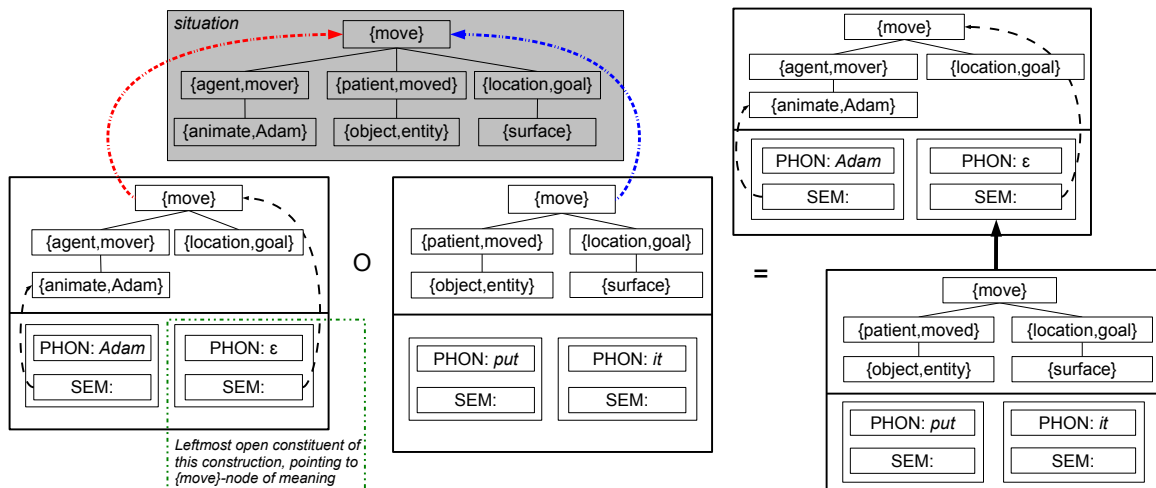 situation
{move}
{agent,mover} {patient,moved} {location,goal}
{animate,Adam} {object,entity} {surface}
{move}
{agent,mover} {location,goal}
{animate,Adam}
PHON: Adam PHON: ε
SEM: SEM:
Leftmost open constituent of
this construction, pointing to
{move}-node of meaning
O
{move}
{patient,moved} {location,goal}
{object,entity} {surface}
PHON: put PHON: it
SEM: SEM:
=
{move}
{agent,mover} {location,goal}
{animate,Adam}
PHON: Adam PHON: ε
SEM: SEM:
{move}
{patient,moved} {location,goal}
{object,entity} {surface}
PHON: put PHON: it
SEM: SEM: